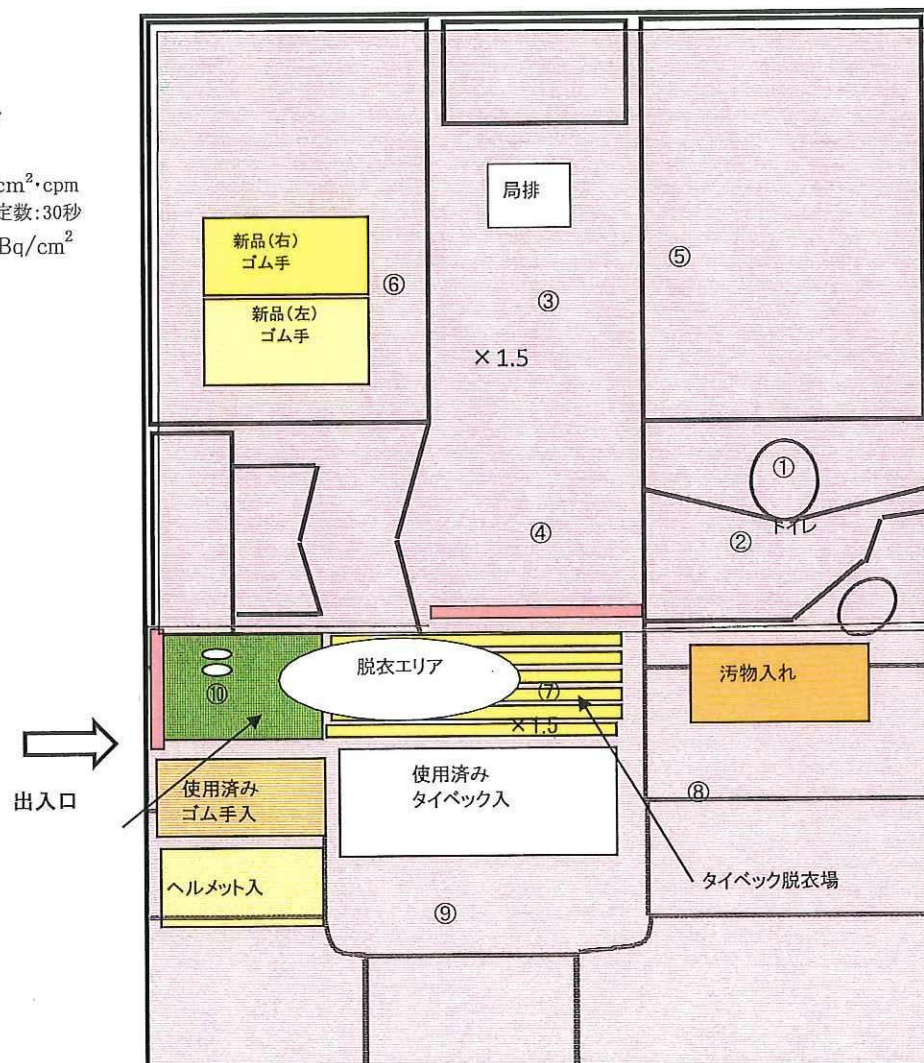 cm²・cpm
定数:30秒
Bq/cm²
局排
新品(右)
ゴム手
新品(左)
ゴム手
⑥
③
⑤
×1.5
①
トイレ
②
④
脱衣エリア
⑩
⑦
×1.5
汚物入れ
出入口
使用済み
ゴム手入
使用済み
タイベック入
⑧
ヘルメット入
タイベック脱衣場
⑨